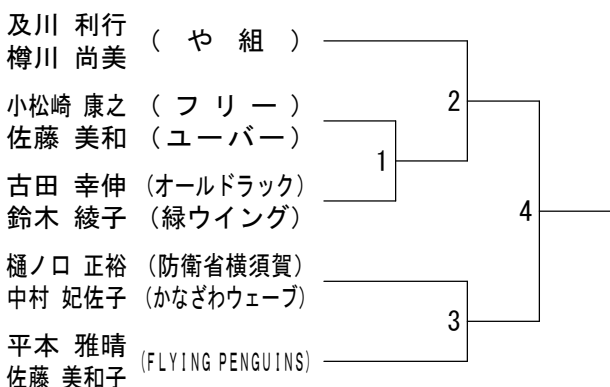 及川 利行
樽川 尚美
( や 組 )
小松崎 康之 ( フ リ ー )
佐藤 美和 ( ユーバー )
古田 幸伸 (オールドラック)
鈴木 綾子 (緑ウイング)
樋ノ口 正裕 (防衛省横須賀)
中村 妃佐子 (かなざわウェーブ)
平本 雅晴
佐藤 美和子
(FLYING PENGUINS)
2
1
4
3